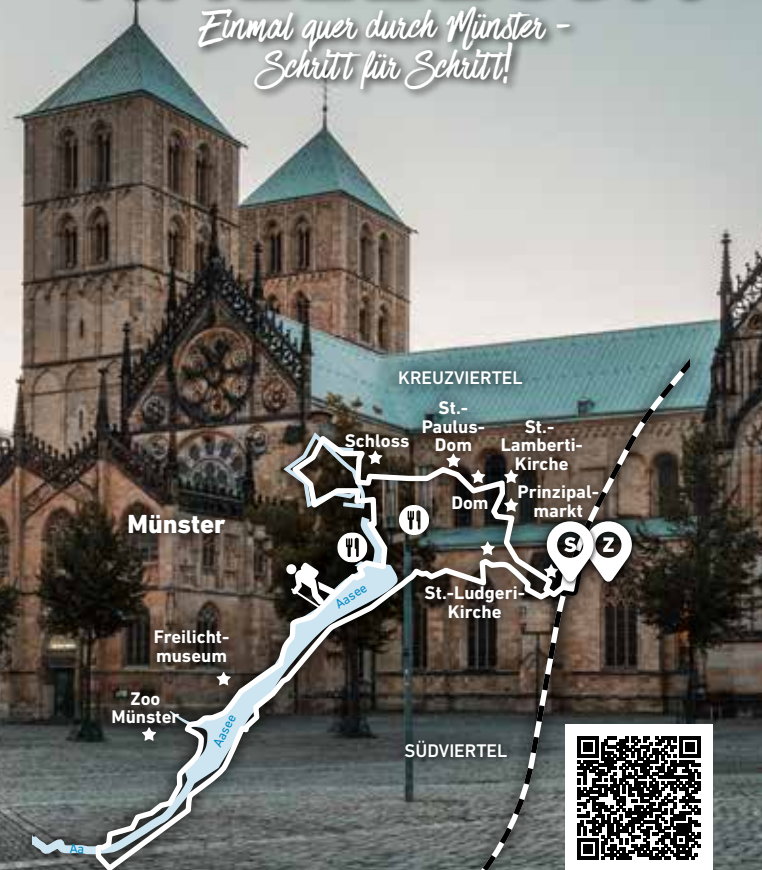 Einmal quer durch Münster –
Schritt für Schritt!
KREUZVIERTEL
Schloss
St.-
Paulus-
Dom
St.-
Lamberti-
Kirche
Dom
Prinzipal-
markt
Münster
S
Z
Aasee
St.-Ludgeri-
Kirche
Freilicht-
museum
Zoo
Münster
Aasee
SÜDVIERTEL
Aa